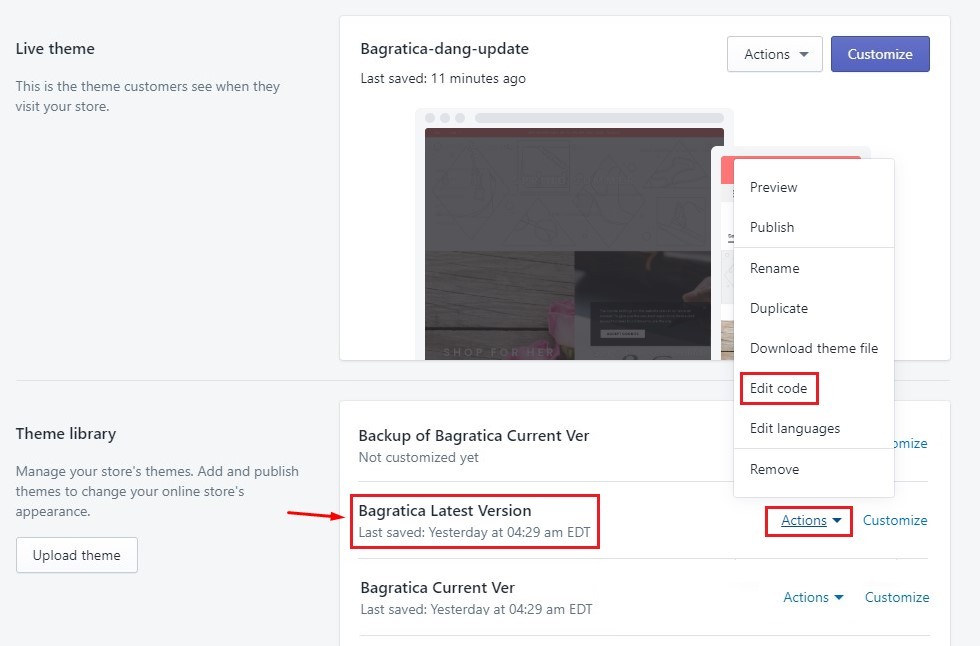 Live theme
This is the theme customers see when they
visit your store.
Bagratica-dang-update
Last saved: 11 minutes ago
Actions
Customize
SHOP FOR HER
Preview
Publish
Rename
Duplicate
Download theme file
Edit code
Edit languages
Remove
Theme library
Manage your store's themes. Add and publish
themes to change your online store's
appearance.
Upload theme
Backup of Bagratica Current Ver
Not customized yet
omize
Bagratica Latest Version
Last saved: Yesterday at 04:29 am EDT
Actions
Customize
Bagratica Current Ver
Last saved: Yesterday at 04:29 am EDT
Actions
Customize